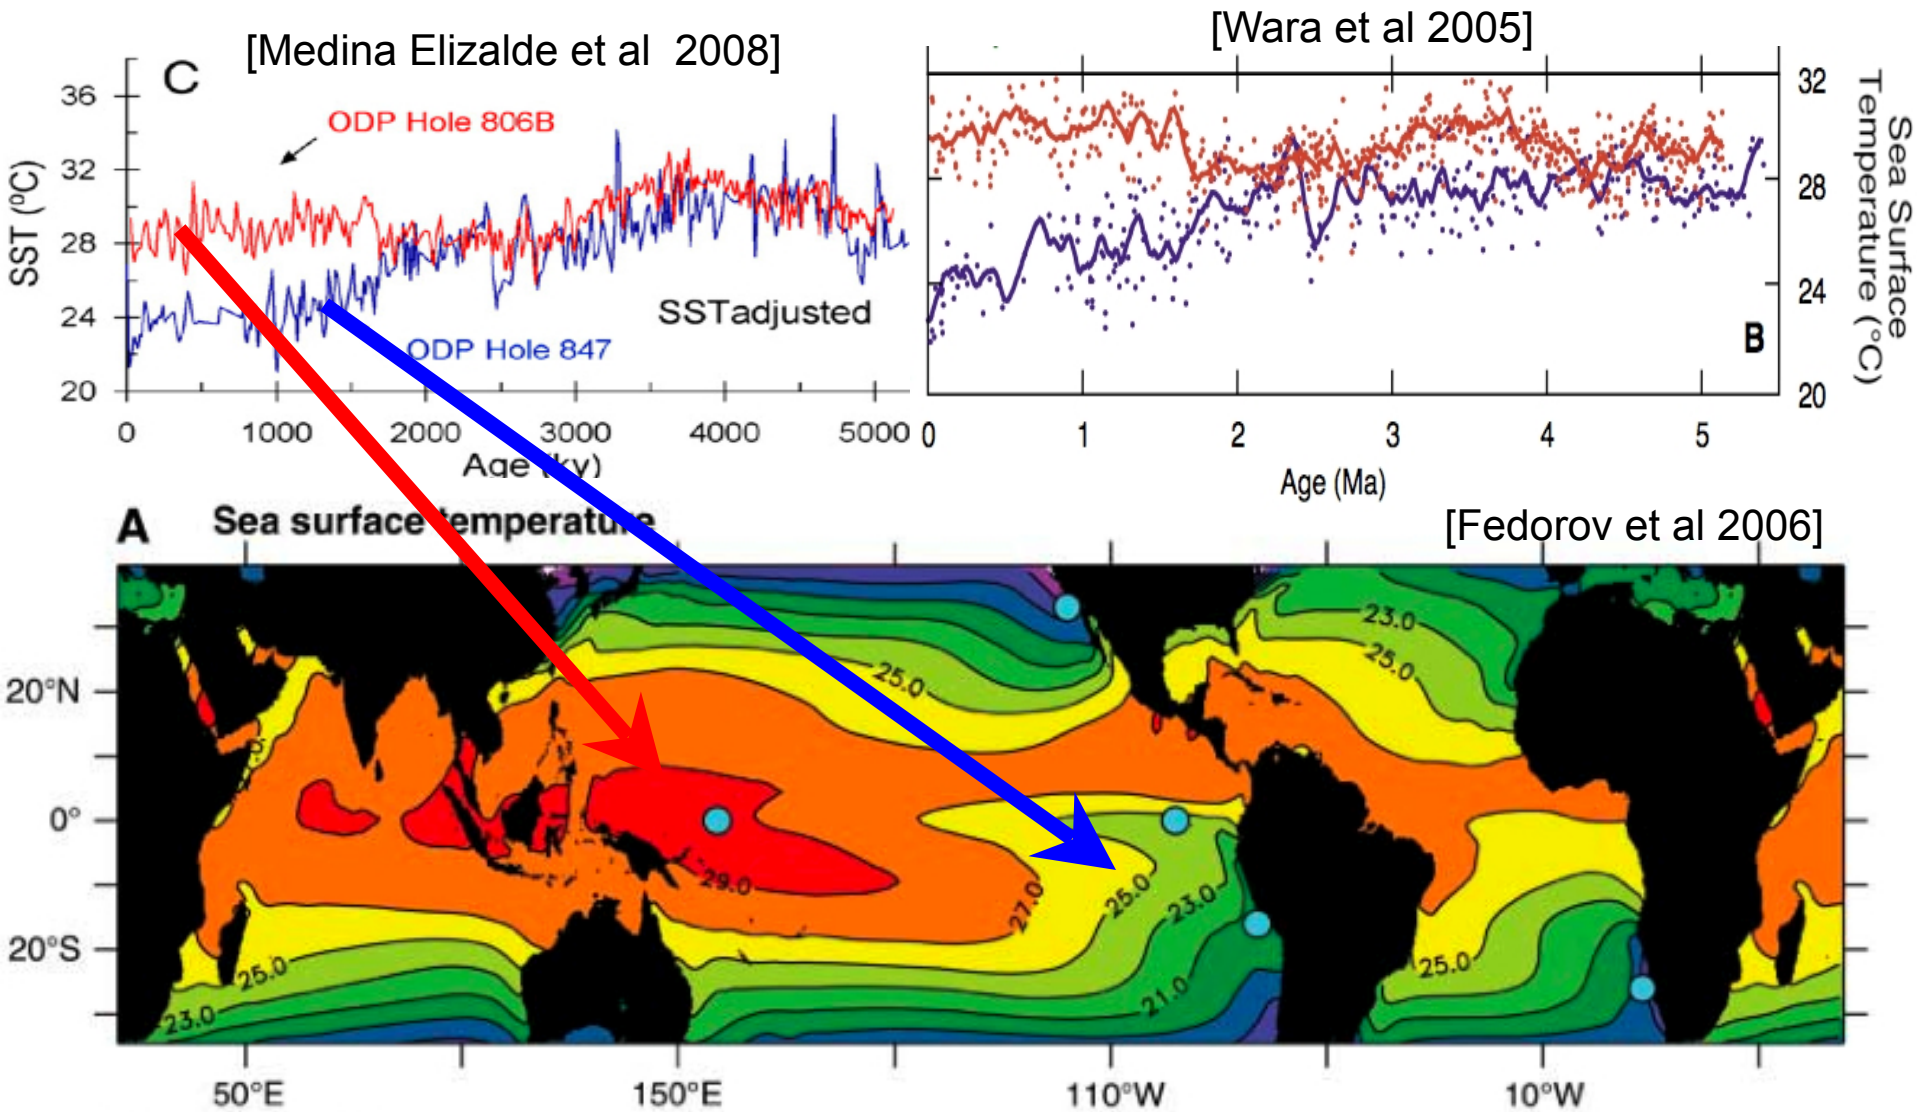 [Medina Elizalde et al 2008]
[Wara et al 2005]
C
ODP Hole 806B
ODP Hole 847
SSTadjusted
SST (ºC)
36
32
28
24
20
0 1000 2000 3000 4000 5000
Age (ky)
32
28
24
20
Sea Surface
Temperature (°C)
B
0 1 2 3 4 5
Age (Ma)
A Sea surface temperature
[Fedorov et al 2006]
20°N
0°
20°S
23.0
25.0
25.0
29.0
27.0
25.0
23.0
21.0
25.0
23.0
25.0
50°E 150°E 110°W 10°W